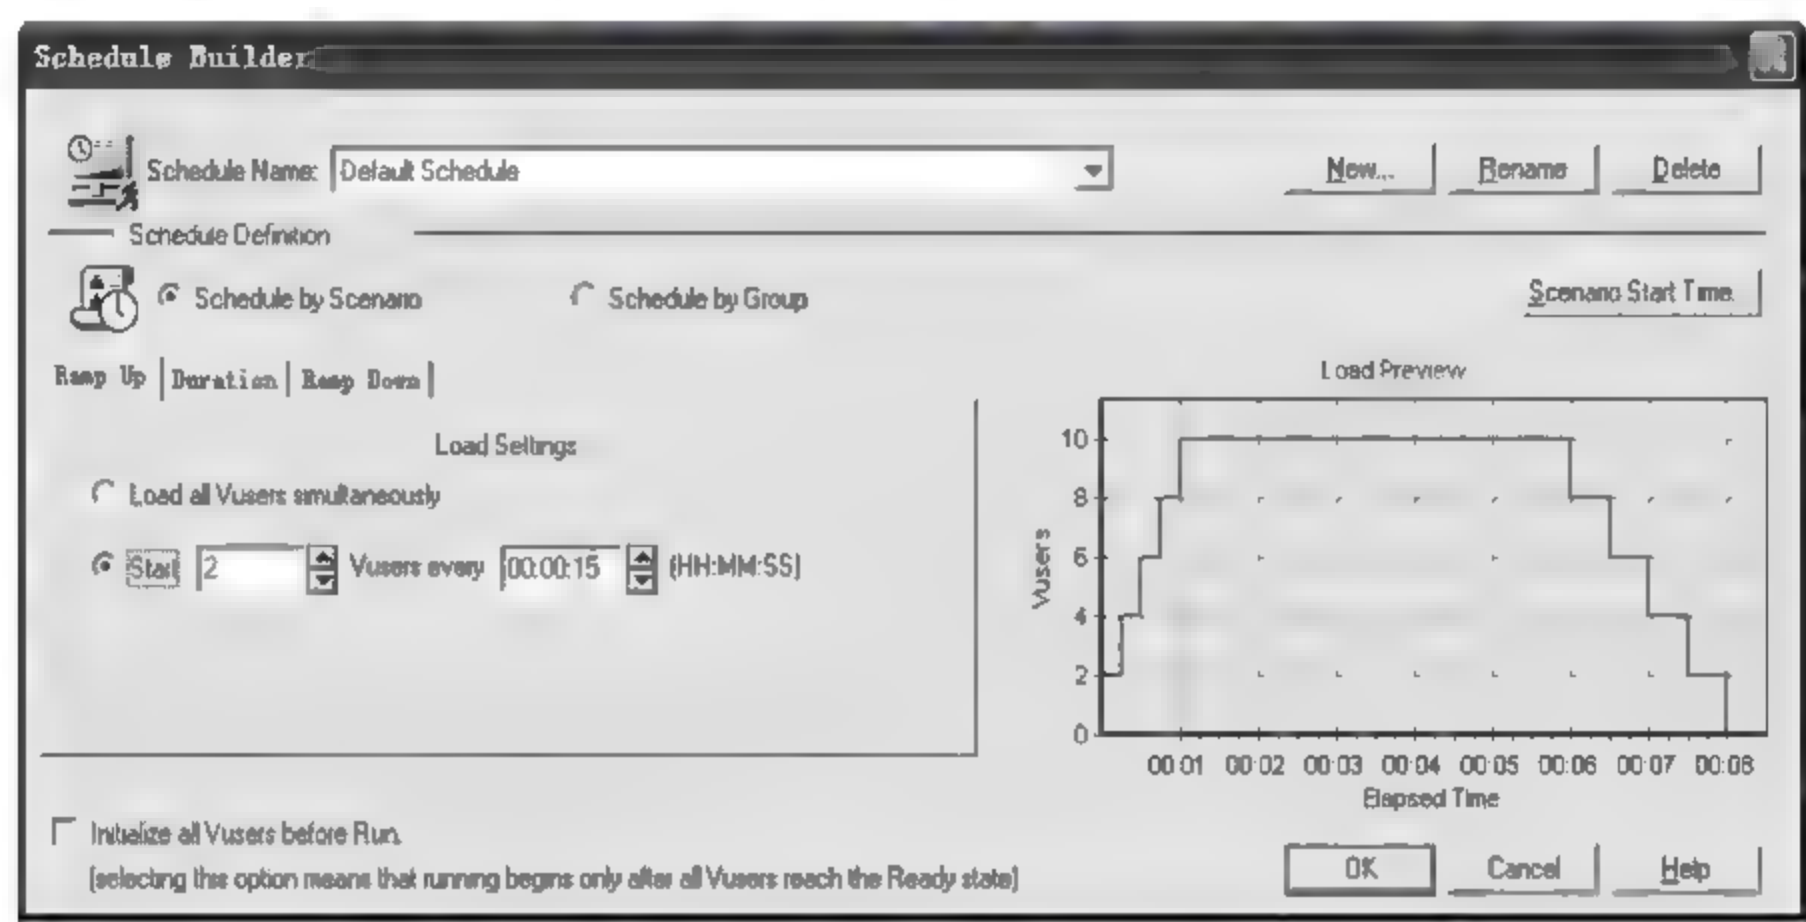 Schedule Builder
Schedule Name: Default Schedule New... Rename Delete
Schedule Definition
Schedule by Scenario Schedule by Group Scenario Start Time
Ramp Up Duration Ramp Down
Load Preview
Load Settings
Load all Vusers simultaneously
Start 2 Vusers every 00:00:15 (HH:MM:SS)
Vusers
10
8
6
4
2
0
00:01 00:02 00:03 00:04 00:05 00:06 00:07 00:08
Elapsed Time
Initialize all Vusers before Run.
(selecting this option means that running begins only after all Vusers reach the Ready state)
OK Cancel Help